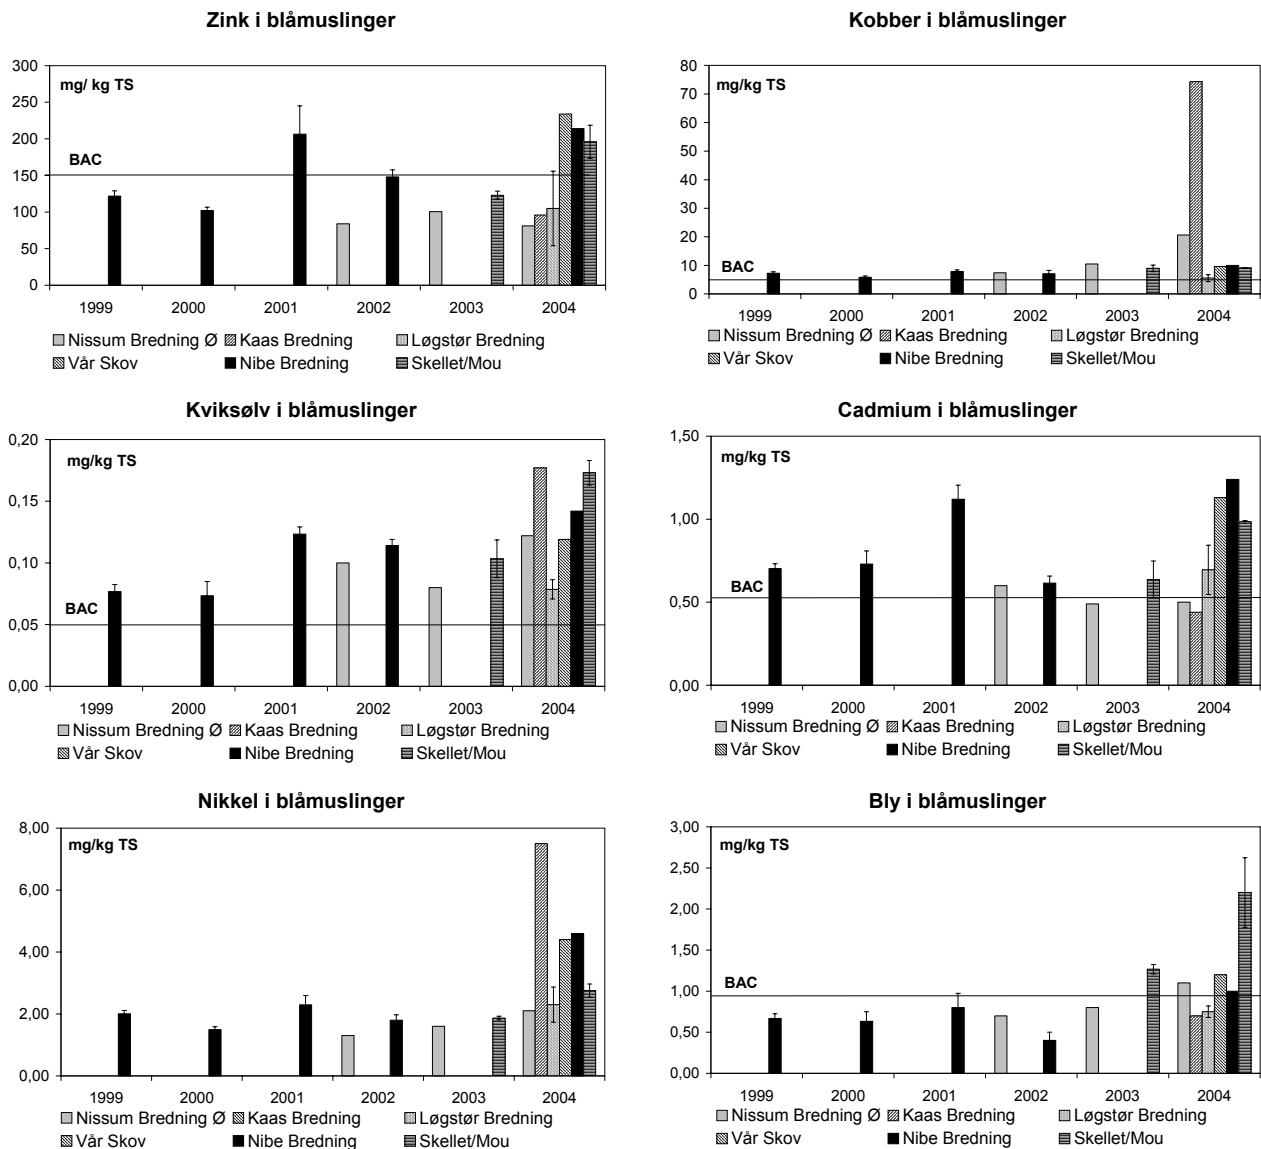 Zink i blåmuslinger
300
250
200
150
100
50
0
mg/ kg TS
BAC
1999 2000 2001 2002 2003 2004
Nissum Bredning Ø Kaas Bredning Løgstør Bredning
Vår Skov Nibe Bredning Skellet/Mou
Kobber i blåmuslinger
80
70
60
50
40
30
20
10
0
mg/kg TS
BAC
1999 2000 2001 2002 2003 2004
Nissum Bredning Ø Kaas Bredning Løgstør Bredning
Vår Skov Nibe Bredning Skellet/Mou
Kviksølv i blåmuslinger
0,20
0,15
0,10
0,05
0,00
mg/kg TS
BAC
1999 2000 2001 2002 2003 2004
Nissum Bredning Ø Kaas Bredning Løgstør Bredning
Vår Skov Nibe Bredning Skellet/Mou
Cadmium i blåmuslinger
1,50
1,00
0,50
0,00
mg/kg TS
BAC
1999 2000 2001 2002 2003 2004
Nissum Bredning Ø Kaas Bredning Løgstør Bredning
Vår Skov Nibe Bredning Skellet/Mou
Nikkel i blåmuslinger
8,00
6,00
4,00
2,00
0,00
mg/kg TS
1999 2000 2001 2002 2003 2004
Nissum Bredning Ø Kaas Bredning Løgstør Bredning
Vår Skov Nibe Bredning Skellet/Mou
Bly i blåmuslinger
3,00
2,50
2,00
1,50
1,00
0,50
0,00
mg/kg TS
BAC
1999 2000 2001 2002 2003 2004
Nissum Bredning Ø Kaas Bredning Løgstør Bredning
Vår Skov Nibe Bredning Skellet/Mou